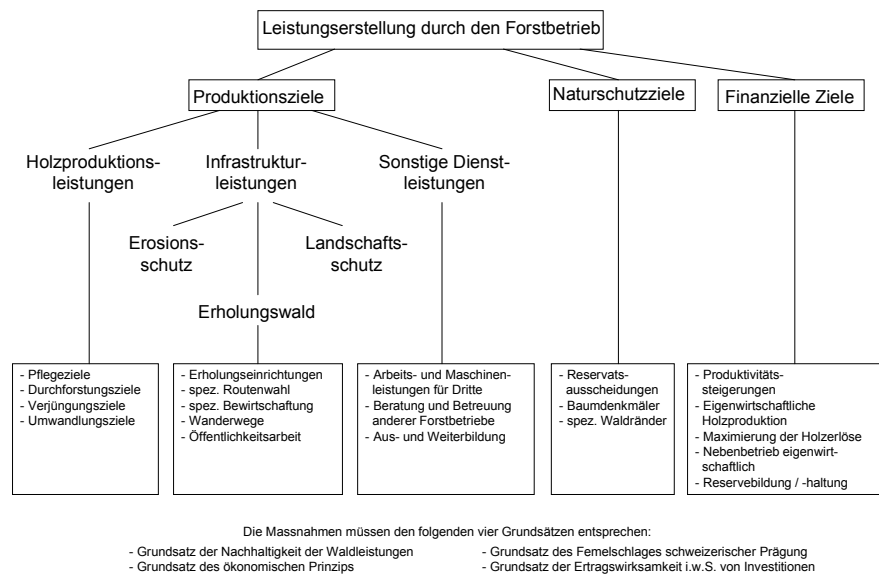 Leistungserstellung durch den Forstbetrieb
Produktionsziele
Naturschutzziele
Finanzielle Ziele
Holzproduktions-
leistungen
Infrastruktur-
leistungen
Sonstige Dienst-
leistungen
Erosions-
schutz
Landschafts-
schutz
Erholungswald
- Pflegeziele
- Durchforstungsziele
- Verjüngungsziele
- Umwandlungsziele
- Erholungseinrichtungen
- spez. Routenwahl
- spez. Bewirtschaftung
- Wanderwege
- Öffentlichkeitsarbeit
- Arbeits- und Maschinen-
leistungen für Dritte
- Beratung und Betreuung
anderer Forstbetriebe
- Aus- und Weiterbildung
- Reservats-
ausscheidungen
- Baumdenkmäler
- spez. Waldränder
- Produktivitäts-
steigerungen
- Eigenwirtschaftliche
Holzproduktion
- Maximierung der Holzerlöse
- Nebenbetrieb eigenwirt-
schaftlich
- Reservebildung / -haltung
Die Massnahmen müssen den folgenden vier Grundsätzen entsprechen:
- Grundsatz der Nachhaltigkeit der Waldleistungen
- Grundsatz des ökonomischen Prinzips
- Grundsatz des Femelschlages schweizerischer Prägung
- Grundsatz der Ertragswirksamkeit i.w.S. von Investitionen